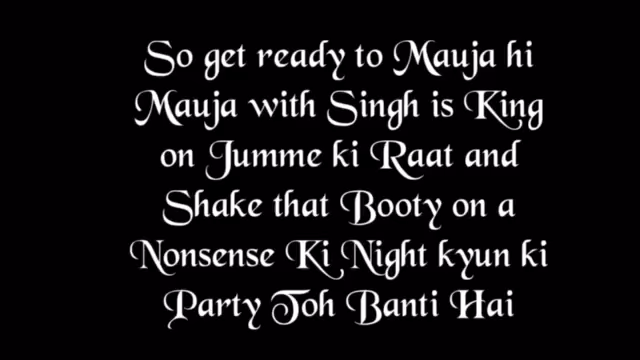 So get ready to Mauja hi
Mauja with Singh is King
on Jumme ki Raat and
Shake that Booty on a
Nonsense Ki Night kyun ki
Party Toh Banti Hai